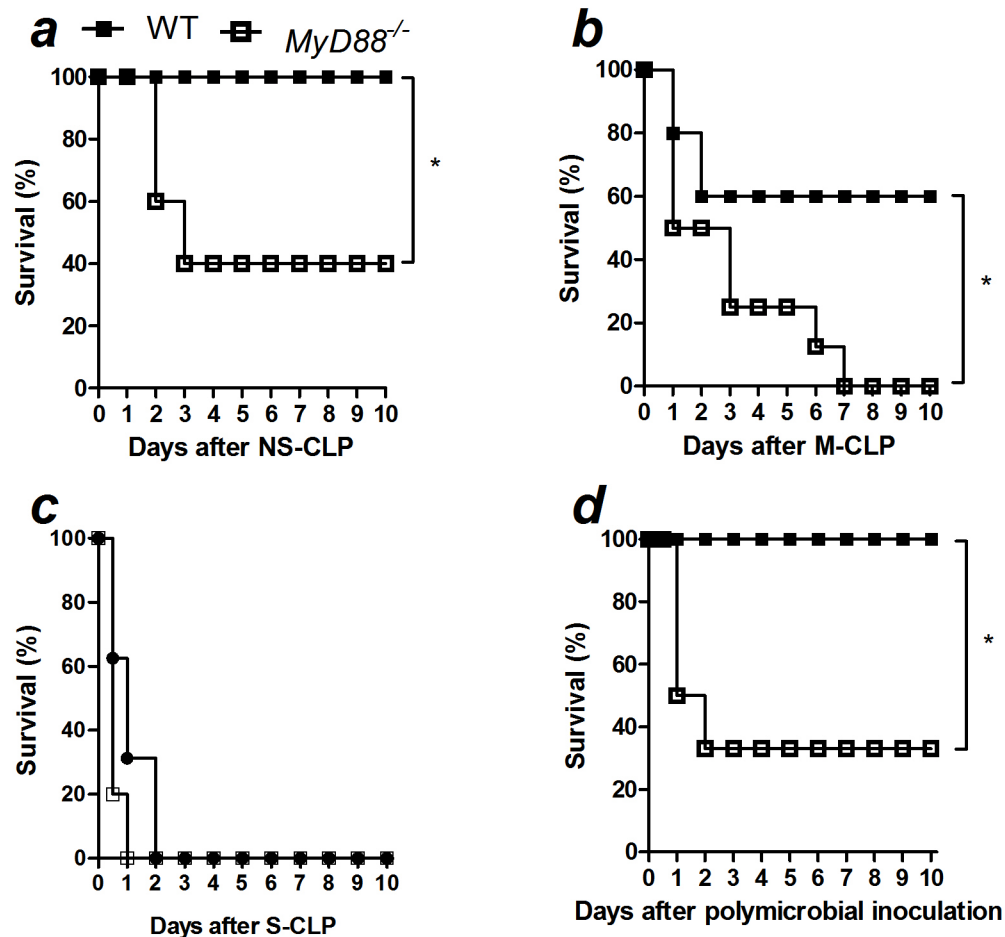 a WT MyD88-/-
100
80
60
40
20
0
Survival (%)
*
0 1 2 3 4 5 6 7 8 9 10
Days after NS-CLP
b
100
80
60
40
20
0
Survival (%)
*
0 1 2 3 4 5 6 7 8 9 10
Days after M-CLP
c
100
80
60
40
20
0
Survival (%)
0 1 2 3 4 5 6 7 8 9 10
Days after S-CLP
d
100
80
60
40
20
0
Survival (%)
*
0 1 2 3 4 5 6 7 8 9 10
Days after polymicrobial inoculation